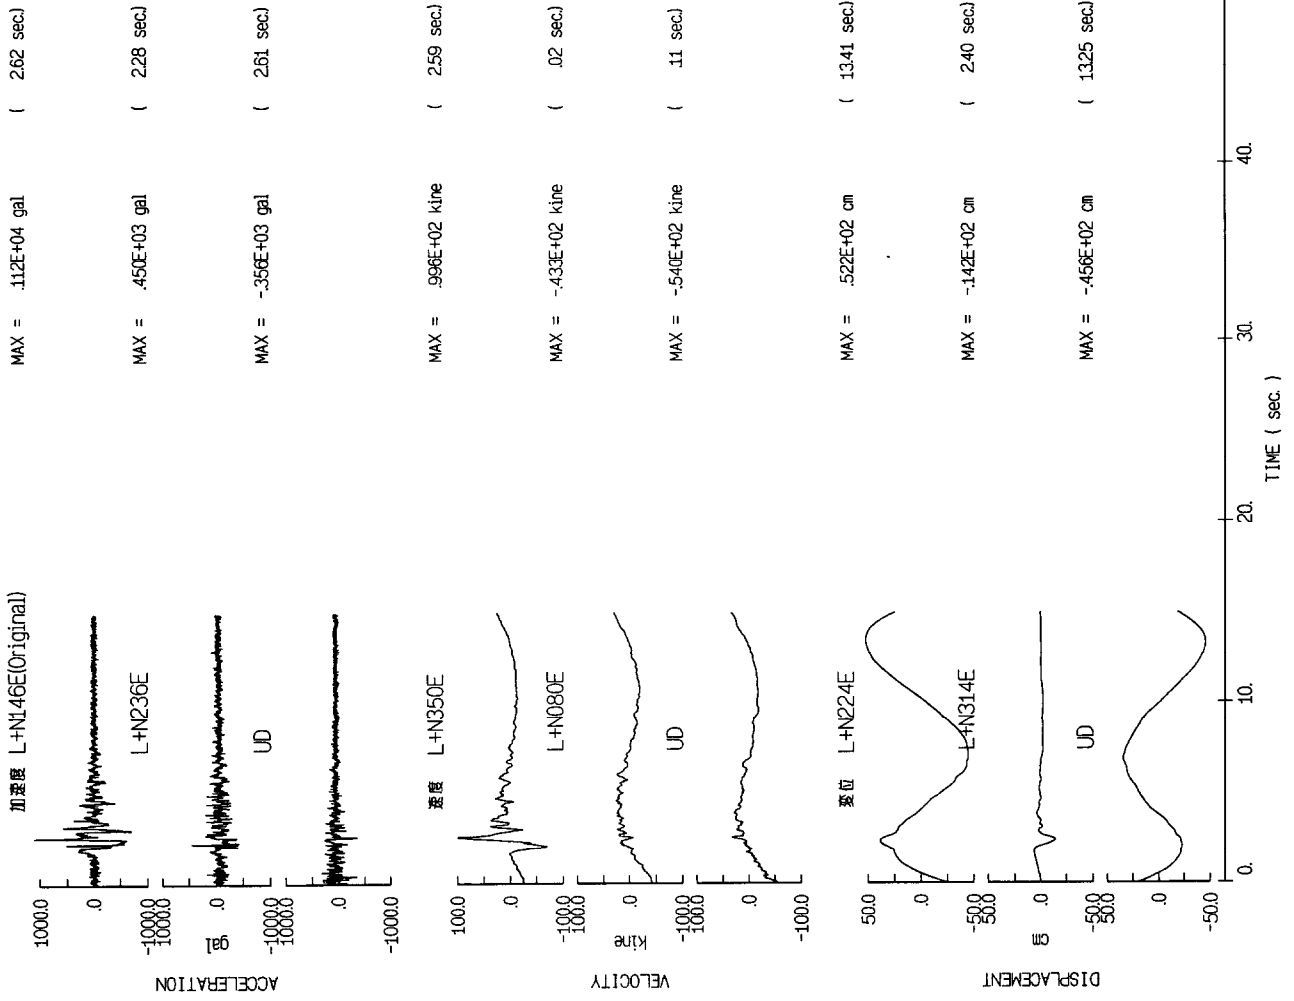 加速度 L+N146E(Original) MAX = .112E+04 gal ( 2.62 sec.)
1000.0
.0
-1000.0
L+N236E MAX = .450E+03 gal ( 2.28 sec.)
1000.0
.0
-1000.0
gal
UD MAX = -.356E+03 gal ( 2.61 sec.)
1000.0
.0
-1000.0
ACCELERATION
速度 L+N350E MAX = .996E+02 kine ( 2.59 sec.)
100.0
.0
-100.0
L+N080E MAX = -.433E+02 kine ( .02 sec.)
100.0
.0
-100.0
kine
UD MAX = -.540E+02 kine ( .11 sec.)
100.0
.0
-100.0
VELOCITY
変位 L+N224E MAX = .522E+02 cm ( 13.41 sec.)
50.0
.0
-50.0
L+N314E MAX = -.142E+02 cm ( 2.40 sec.)
50.0
.0
-50.0
cm
UD MAX = -.456E+02 cm ( 13.25 sec.)
50.0
.0
-50.0
DISPLACEMENT
0. 10. 20. 30. 40.
TIME ( sec. )